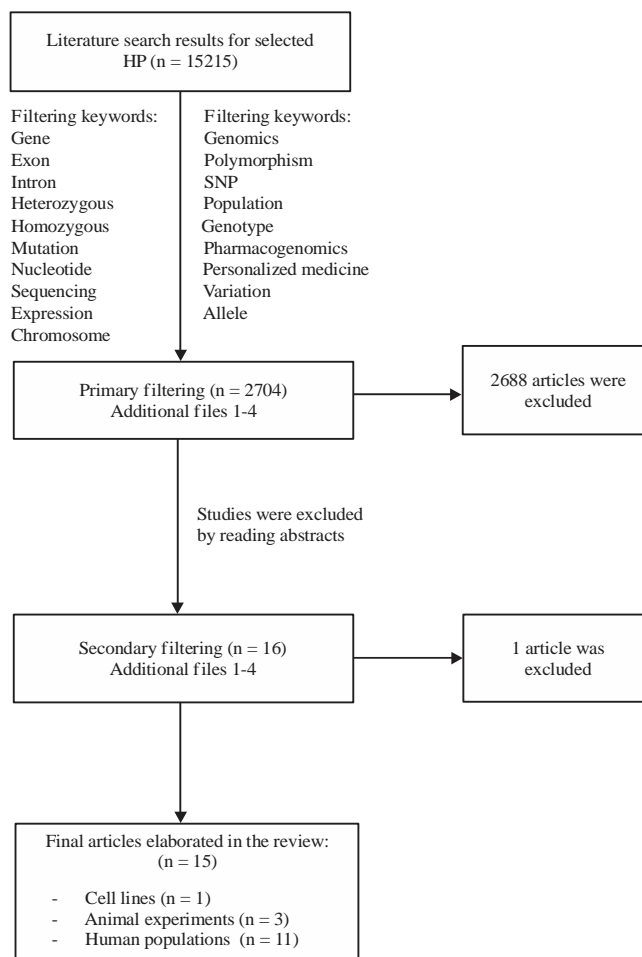 Literature search results for selected
HP (n = 15215)
Filtering keywords:
Gene
Exon
Intron
Heterozygous
Homozygous
Mutation
Nucleotide
Sequencing
Expression
Chromosome
Filtering keywords:
Genomics
Polymorphism
SNP
Population
Genotype
Pharmacogenomics
Personalized medicine
Variation
Allele
Primary filtering (n = 2704)
Additional files 1-4
2688 articles were
excluded
Studies were excluded
by reading abstracts
Secondary filtering (n = 16)
Additional files 1-4
1 article was
excluded
Final articles elaborated in the review:
(n = 15)
- Cell lines (n = 1)
- Animal experiments (n = 3)
- Human populations (n = 11)